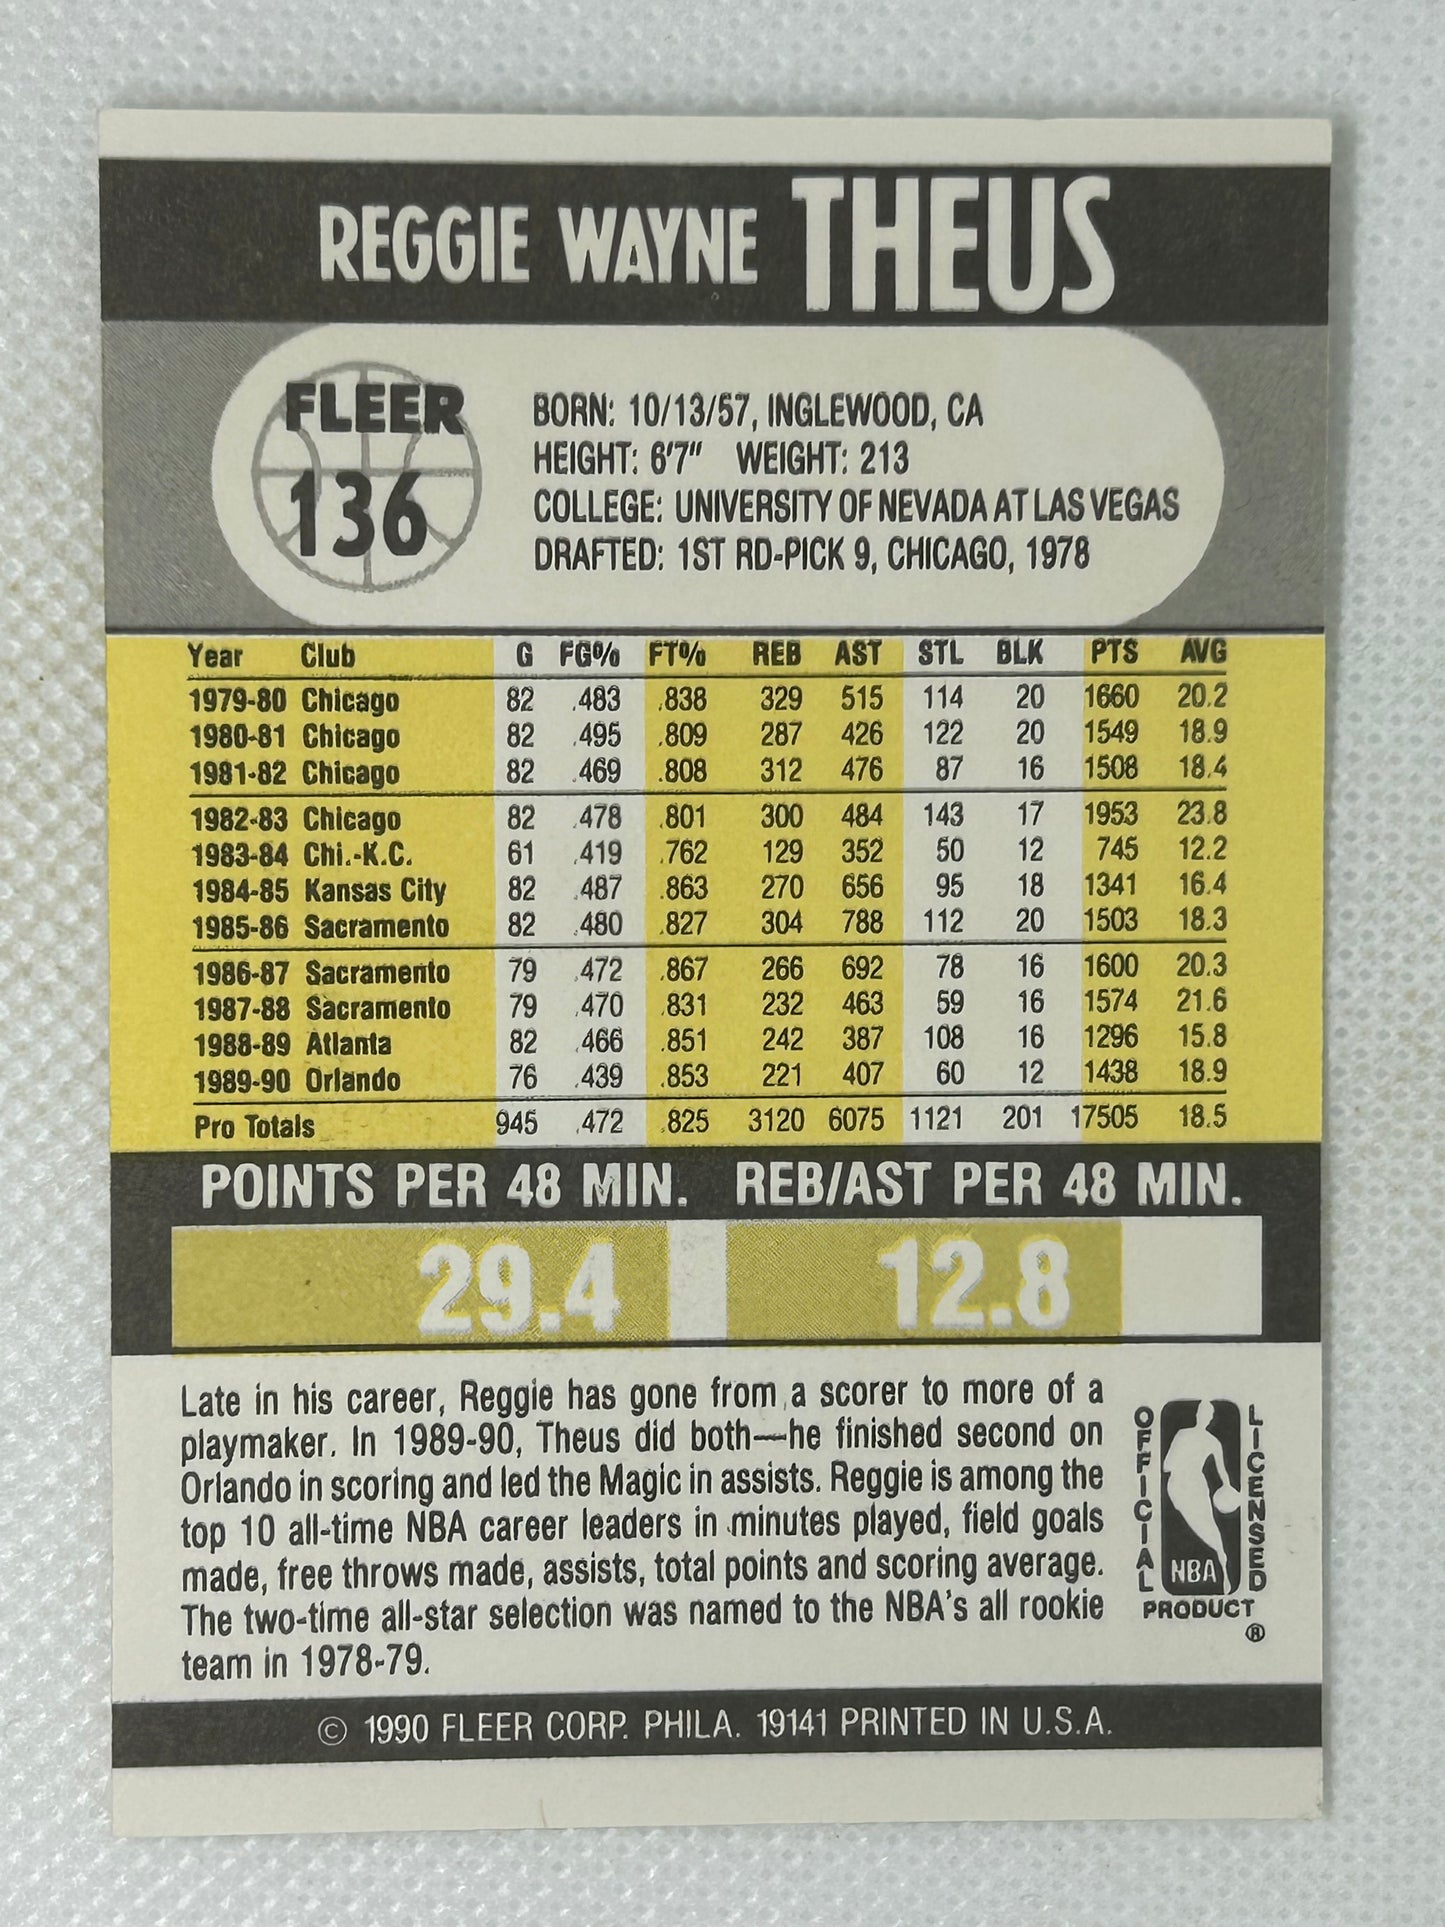 REGGIE WAYNE THEUS
FLEER
136
BORN: 10/13/57, INGLEWOOD, CA
HEIGHT: 6'7" WEIGHT: 213
COLLEGE: UNIVERSITY OF NEVADA AT LAS VEGAS
DRAFTED: 1ST RD-PICK 9, CHICAGO, 1978
Year Club G FG% FT% REB AST STL BLK PTS AVG
1979-80 Chicago 82 .483 .838 329 515 114 20 1660 20.2
1980-81 Chicago 82 .495 .809 287 426 122 20 1549 18.9
1981-82 Chicago 82 .469 .808 312 476 87 16 1508 18.4
1982-83 Chicago 82 .478 .801 300 484 143 17 1953 23.8
1983-84 Chi.-K.C. 61 .419 .762 129 352 50 12 745 12.2
1984-85 Kansas City 82 .487 .863 270 656 95 18 1341 16.4
1985-86 Sacramento 82 .480 .827 304 788 112 20 1503 18.3
1986-87 Sacramento 79 .472 .867 266 692 78 16 1600 20.3
1987-88 Sacramento 79 .470 .831 232 463 59 16 1574 21.6
1988-89 Atlanta 82 .466 .851 242 387 108 16 1296 15.8
1989-90 Orlando 76 .439 .853 221 407 60 12 1438 18.9
Pro Totals 945 .472 .825 3120 6075 1121 201 17505 18.5
POINTS PER 48 MIN. REB/AST PER 48 MIN.
29.4 12.8
Late in his career, Reggie has gone from a scorer to more of a
playmaker. In 1989-90, Theus did both—he finished second on
Orlando in scoring and led the Magic in assists. Reggie is among the
top 10 all-time NBA career leaders in minutes played, field goals
made, free throws made, assists, total points and scoring average.
The two-time all-star selection was named to the NBA's all rookie
team in 1978-79.
OFFICIAL
NBA
LICENSED
PRODUCT
®
© 1990 FLEER CORP. PHILA. 19141 PRINTED IN U.S.A.